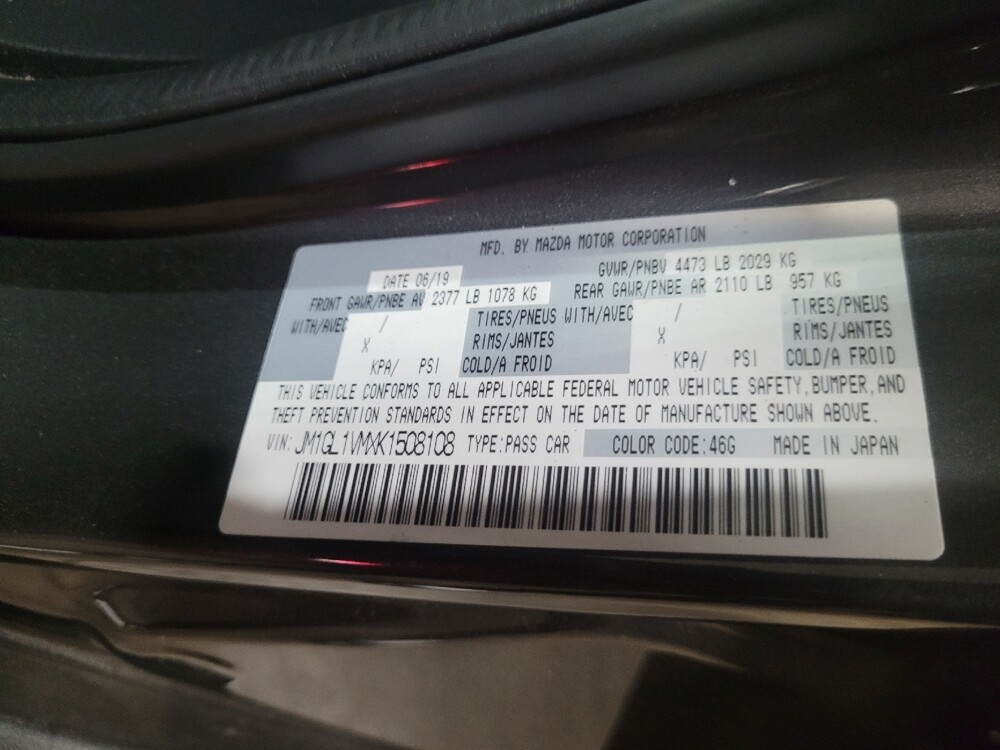 MFD. BY MAZDA MOTOR CORPORATION
DATE 06/19 GVWR/PNBV 4473 LB 2029 KG
FRONT GAWR/PNBE AV 2377 LB 1078 KG REAR GAWR/PNBE AR 2110 LB 957 KG
WITH/AVEC / TIRES/PNEUS WITH/AVEC / TIRES/PNEUS
X RIMS/JANTES X RIMS/JANTES
KPA/ PSI COLD/A FROID KPA/ PSI COLD/A FROID
THIS VEHICLE CONFORMS TO ALL APPLICABLE FEDERAL MOTOR VEHICLE SAFETY, BUMPER, AND
THEFT PREVENTION STANDARDS IN EFFECT ON THE DATE OF MANUFACTURE SHOWN ABOVE.
VIN: JM1GL1VMXK1508108 TYPE:PASS CAR COLOR CODE:46G MADE IN JAPAN